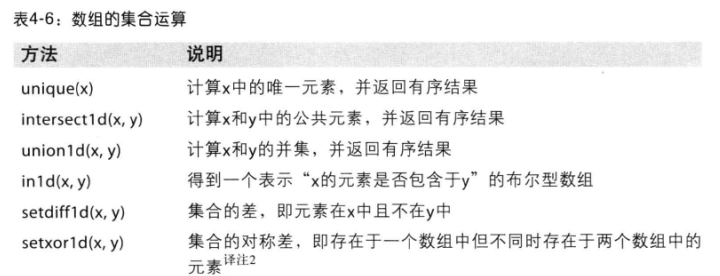 表4-6：数组的集合运算
方法 说明
unique(x) 计算x中的唯一元素，并返回有序结果
intersect1d(x, y) 计算x和y中的公共元素，并返回有序结果
union1d(x, y) 计算x和y的并集，并返回有序结果
in1d(x, y) 得到一个表示“x的元素是否包含于y”的布尔型数组
setdiff1d(x, y) 集合的差，即元素在x中且不在y中
setxor1d(x, y) 集合的对称差，即存在于一个数组中但不同时存在于两个数组中的
元素译注2